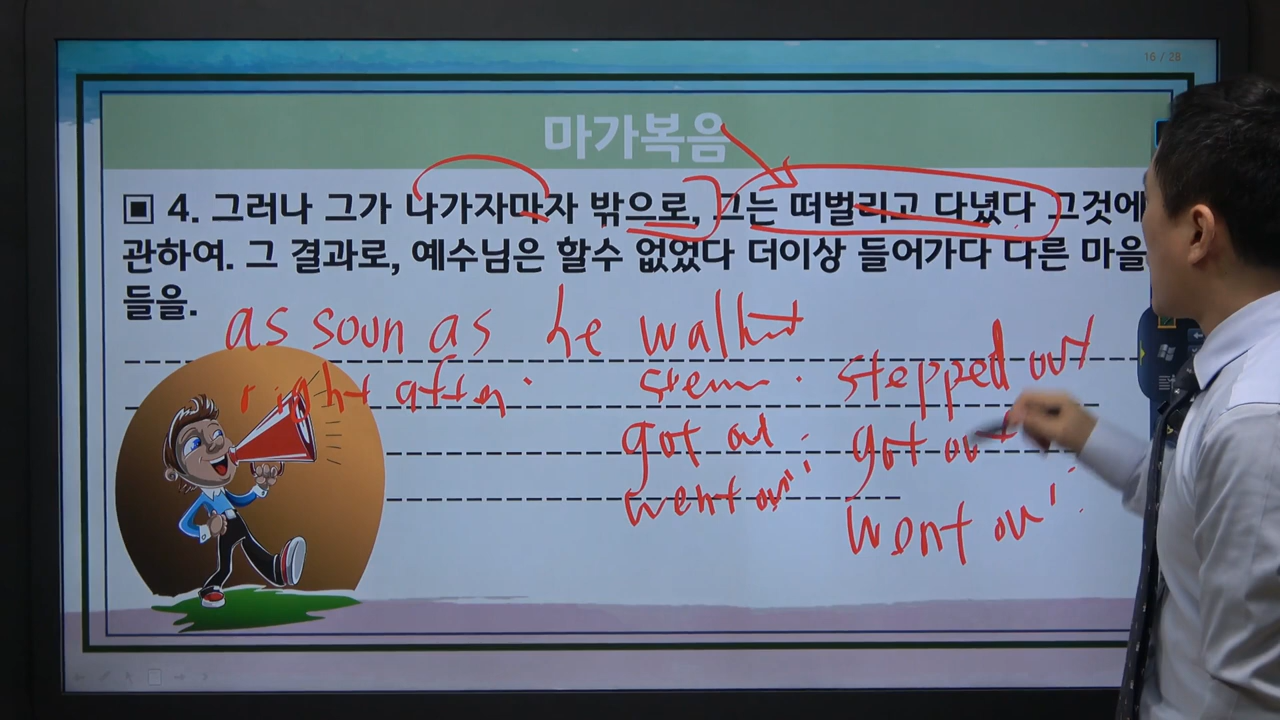 16 / 28
마가복음
▣ 4. 그러나 그가 나가자마자 밖으로, 그는 떠벌리고 다녔다 그것에
관하여. 그 결과로, 예수님은 할수 없었다 더이상 들어가다 다른 마을
들을.
as soon as he walk out
right after stepped out
got out got out
went out went out